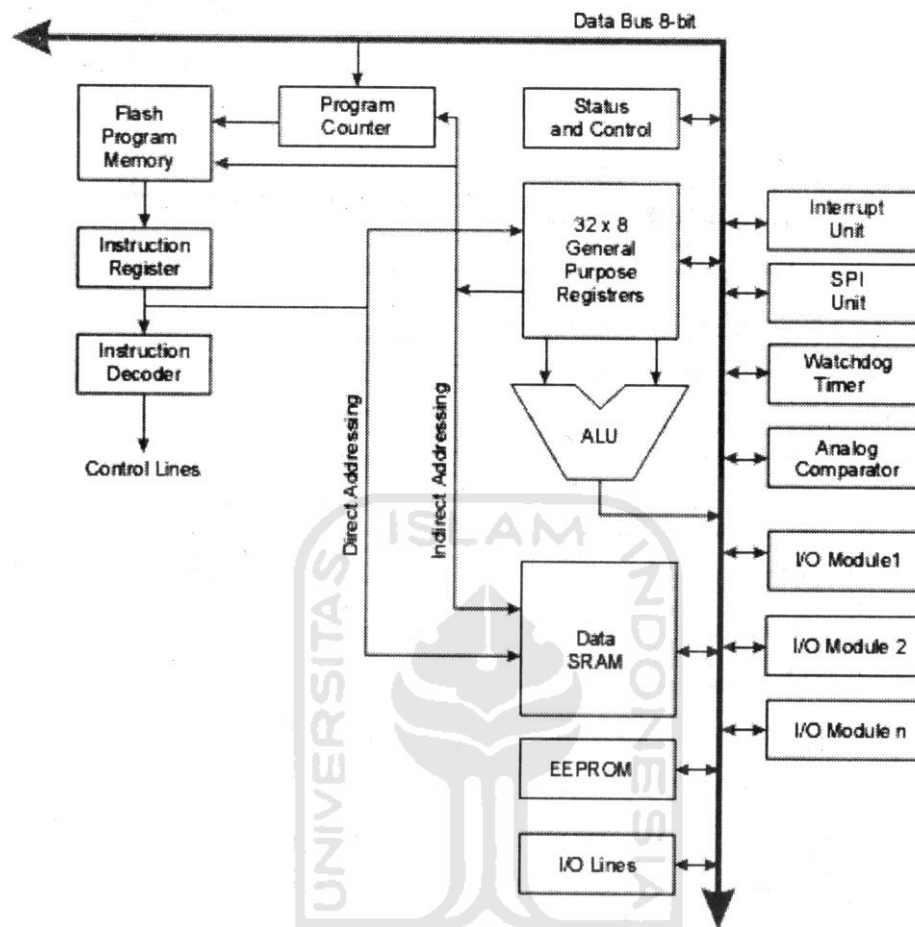 Data Bus 8-bit
Flash
Program
Memory
Program
Counter
Status
and Control
32 x 8
General
Purpose
Registrers
Interrupt
Unit
Instruction
Register
SPI
Unit
Instruction
Decoder
Watchdog
Timer
ALU
Control Lines
Analog
Comparator
Direct Addressing
Indirect Addressing
I/O Module1
Data
SRAM
I/O Module 2
I/O Module n
EEPROM
I/O Lines
UNIVERSITAS
ISLAM
INDONESIA